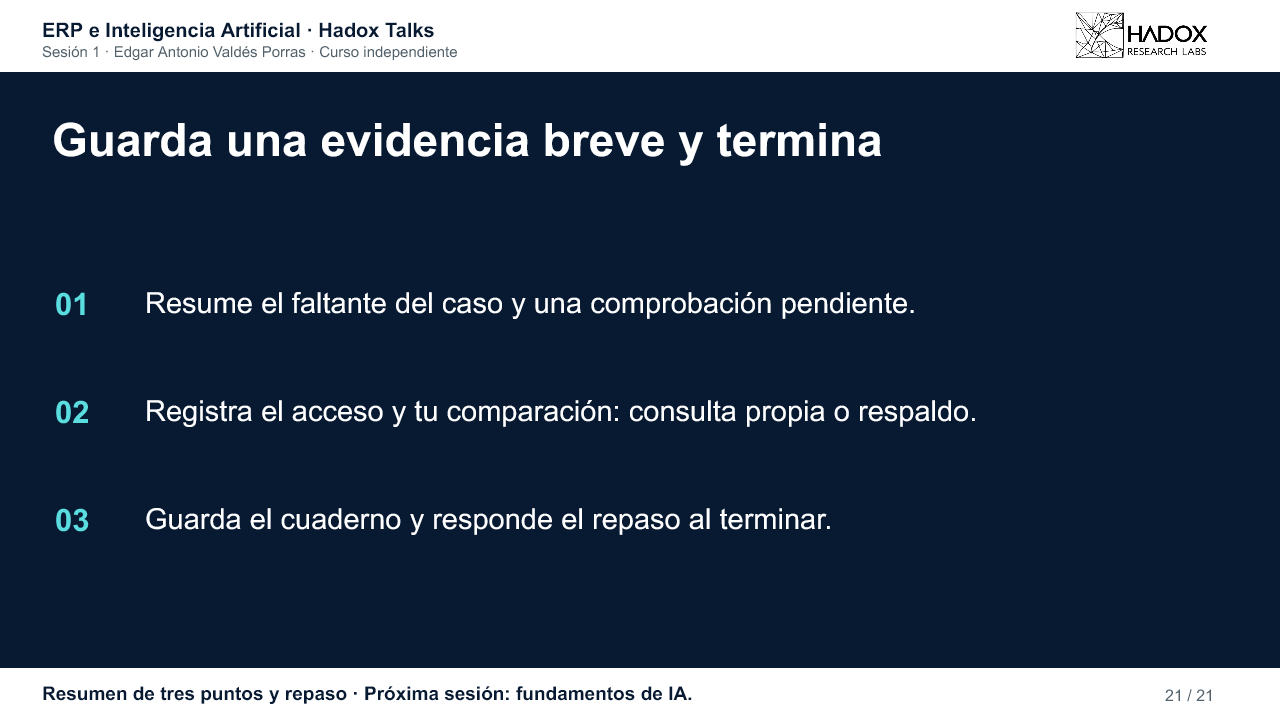 ERP e Inteligencia Artificial · Hadox Talks
Sesión 1 · Edgar Antonio Valdés Porras · Curso independiente
HADOX
RESEARCH LABS
Guarda una evidencia breve y termina
01 Resume el faltante del caso y una comprobación pendiente.
02 Registra el acceso y tu comparación: consulta propia o respaldo.
03 Guarda el cuaderno y responde el repaso al terminar.
Resumen de tres puntos y repaso · Próxima sesión: fundamentos de IA.
21 / 21